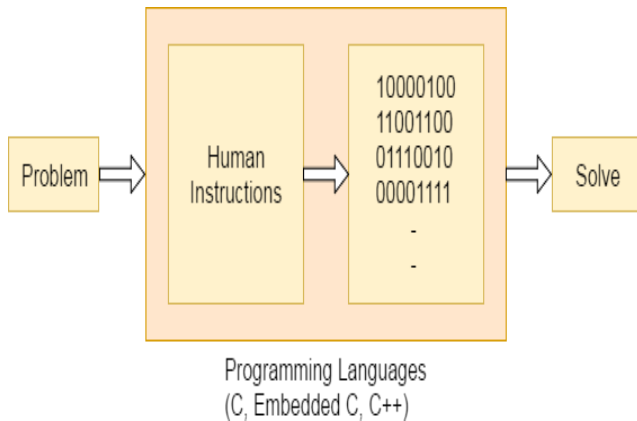 Problem
Human
Instructions
10000100
11001100
01110010
00001111
-
-
Solve
Programming Languages
(C, Embedded C, C++)